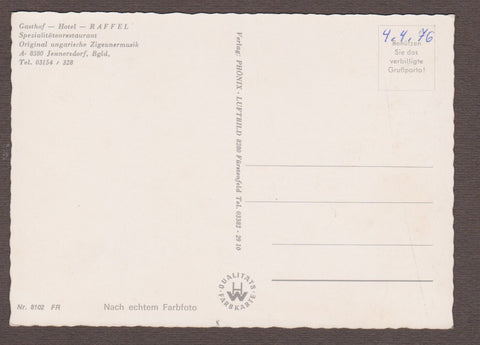 Gasthof — Hotel — RAFFEL
Spezialitätenrestaurant
Original ungarische Zigeunermusik
A- 8380 Jennersdorf, Bgld,
Tel. 03154 / 328
Verlag: PHÖNIX - LUFTBILD 8280 Fürstenfeld Tel. 03382 - 29 10
4.4.76
Benützen
Sie das
verbilligte
Grußporto!
QUALITÄTS
FARBKARTE
Nr. 8102 FR
Nach echtem Farbfoto